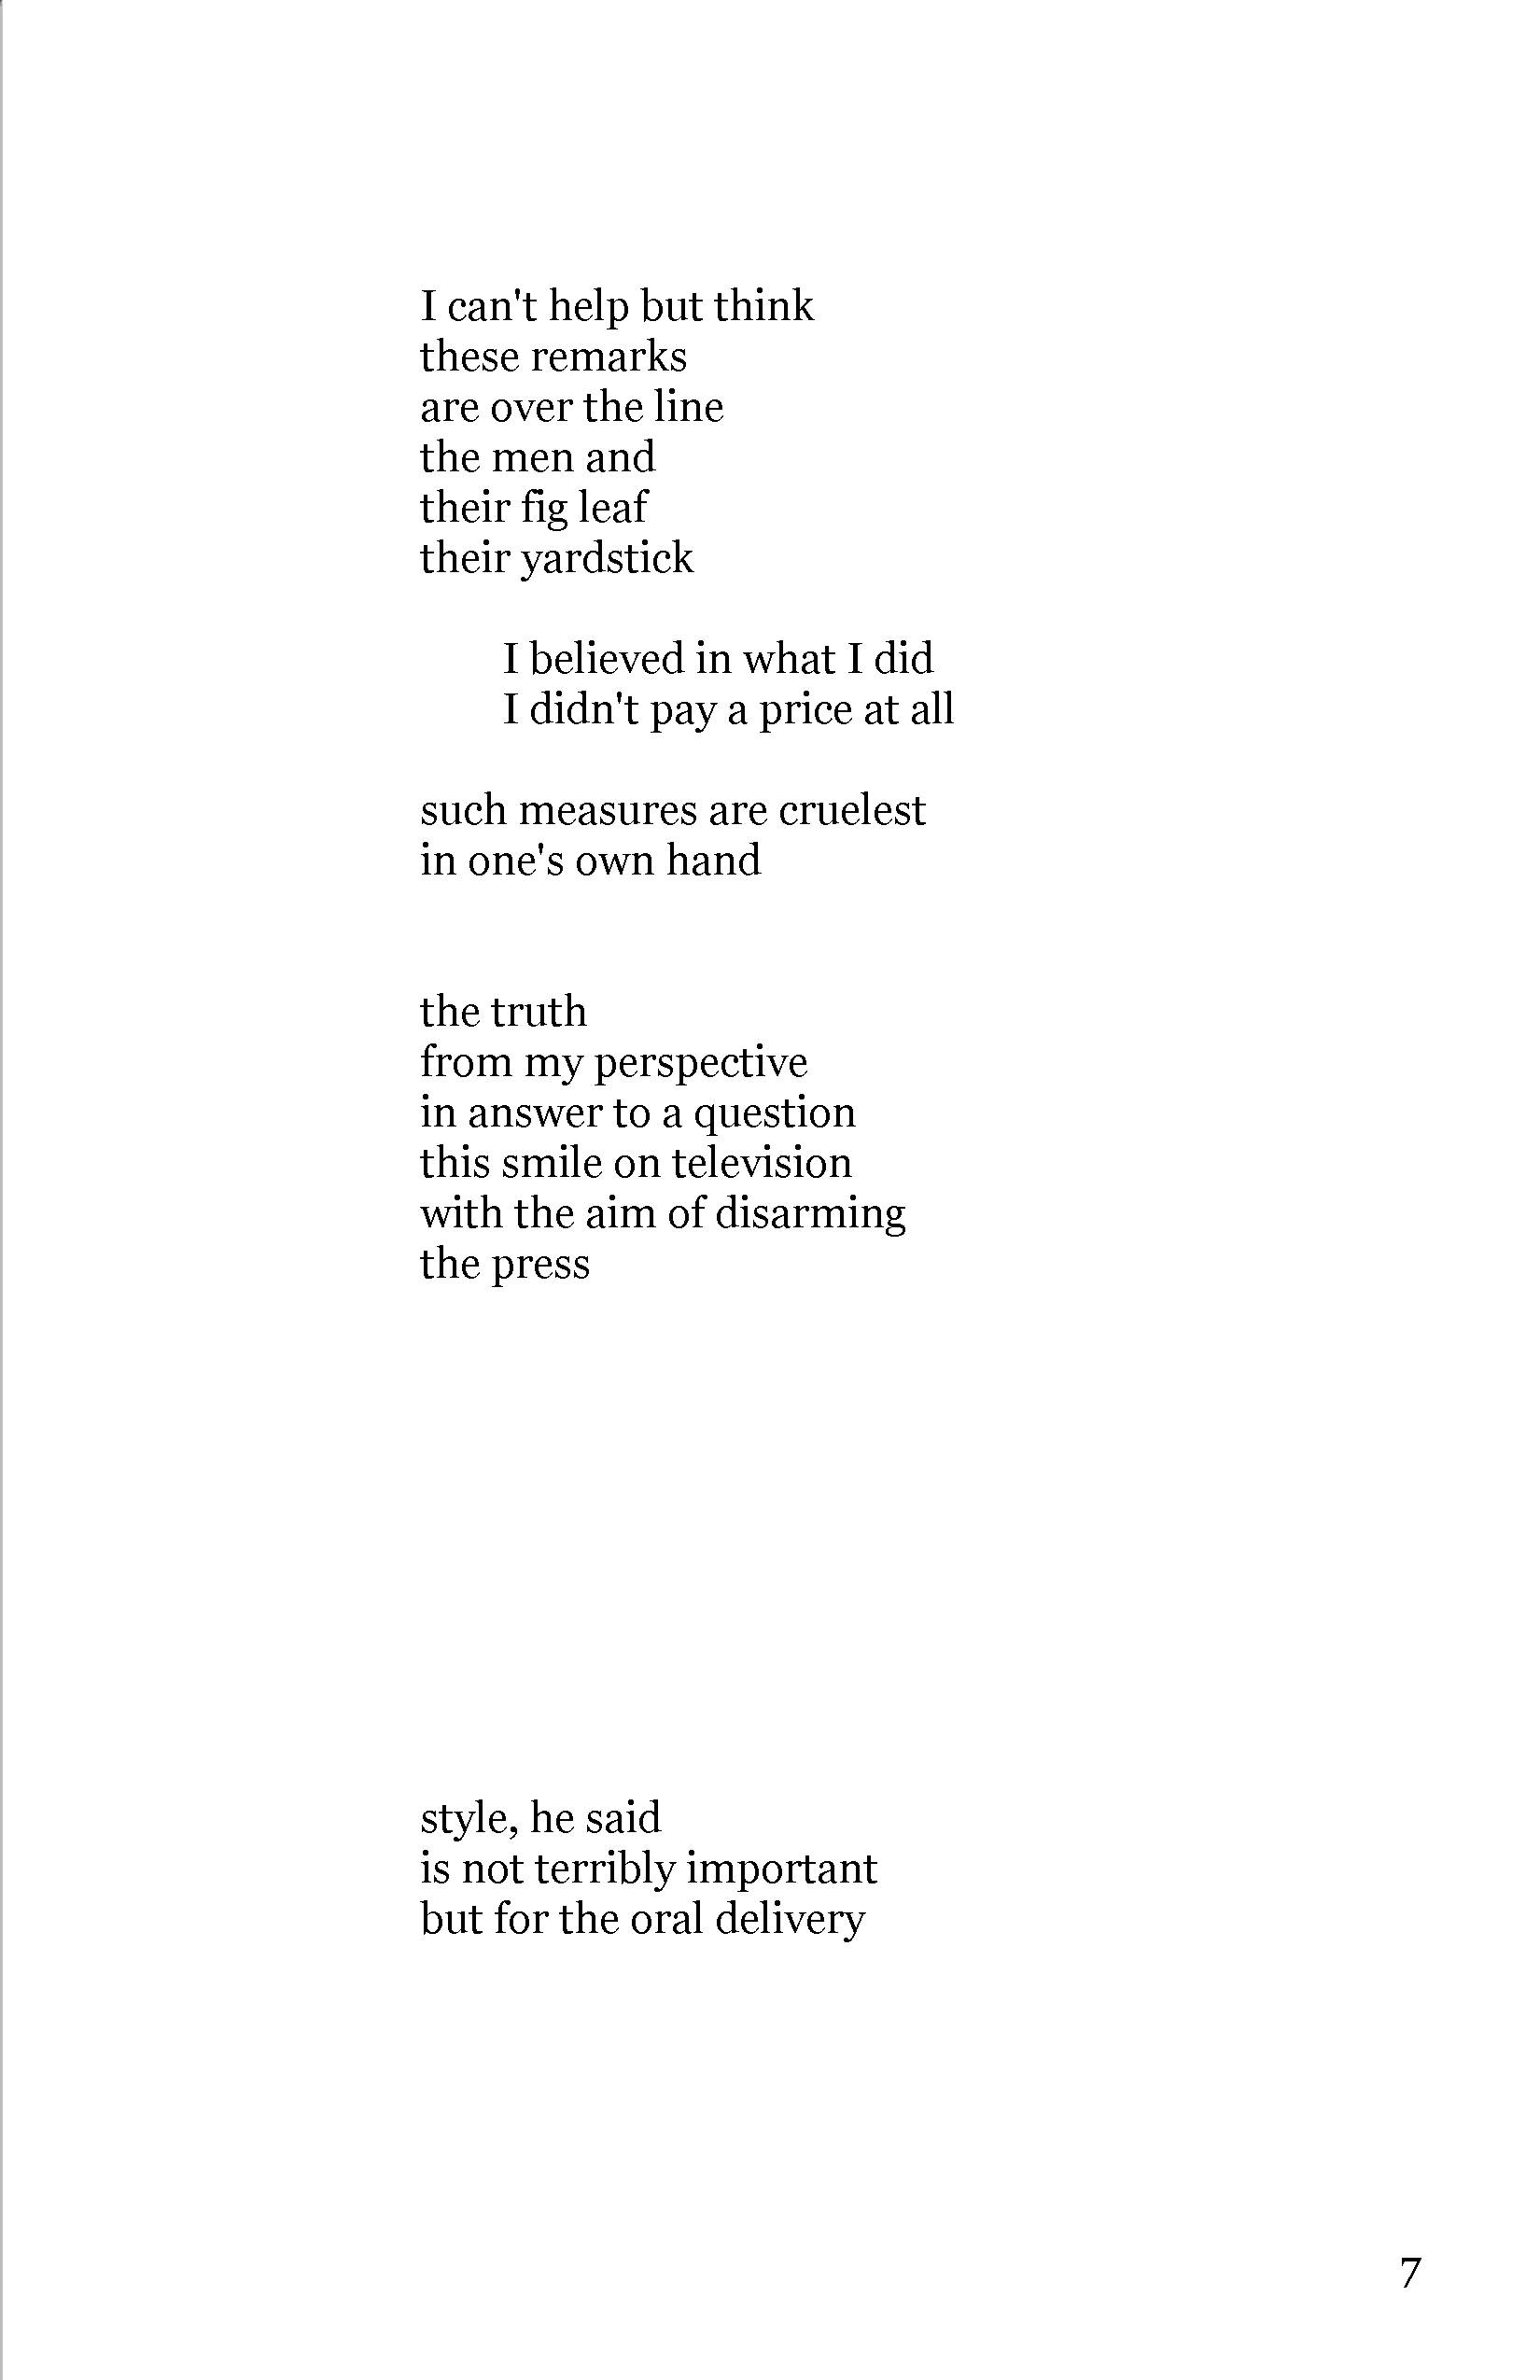 I can't help but think
these remarks
are over the line
the men and
their fig leaf
their yardstick
I believed in what I did
I didn't pay a price at all
such measures are cruelest
in one's own hand
the truth
from my perspective
in answer to a question
this smile on television
with the aim of disarming
the press
style, he said
is not terribly important
but for the oral delivery
7